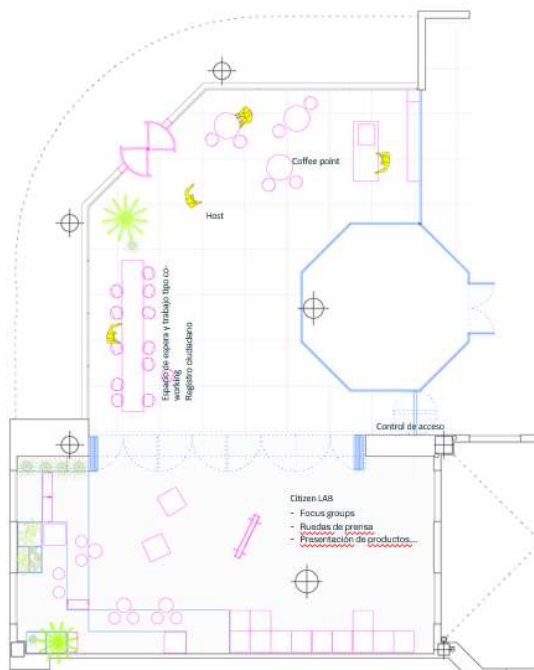 Coffee point
Host
Espacio de espera y trabajo tipo co-
working
Registro ciudadano
Control de acceso
Citizen LAB
- Focus groups
- Ruedas de prensa
- Presentación de productos...